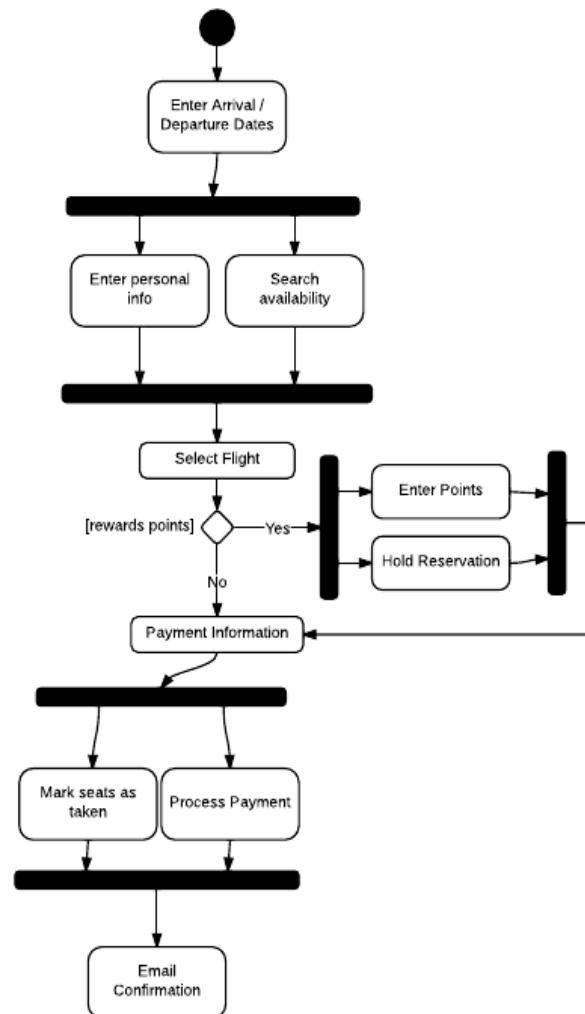 Enter Arrival /
Departure Dates
Enter personal
info
Search
availability
Select Flight
[rewards points]
Yes
Enter Points
Hold Reservation
No
Payment Information
Mark seats as
taken
Process Payment
Email
Confirmation